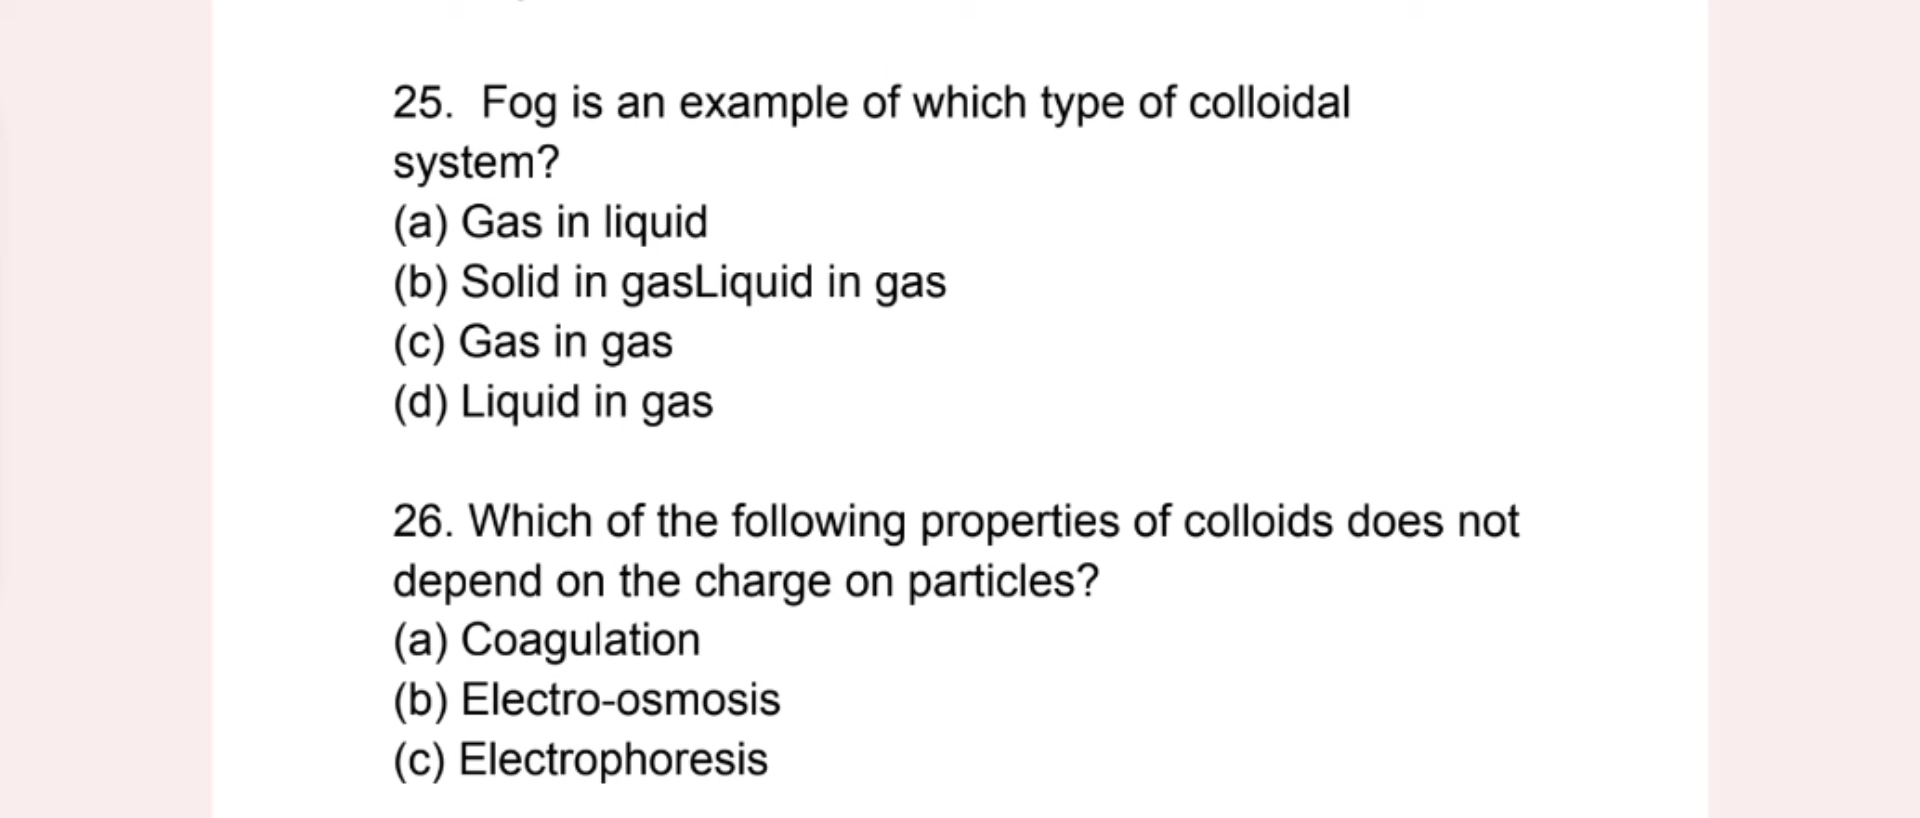 25. Fog is an example of which type of colloidal
system?
(a) Gas in liquid
(b) Solid in gasLiquid in gas
(c) Gas in gas
(d) Liquid in gas
26. Which of the following properties of colloids does not
depend on the charge on particles?
(a) Coagulation
(b) Electro-osmosis
(c) Electrophoresis